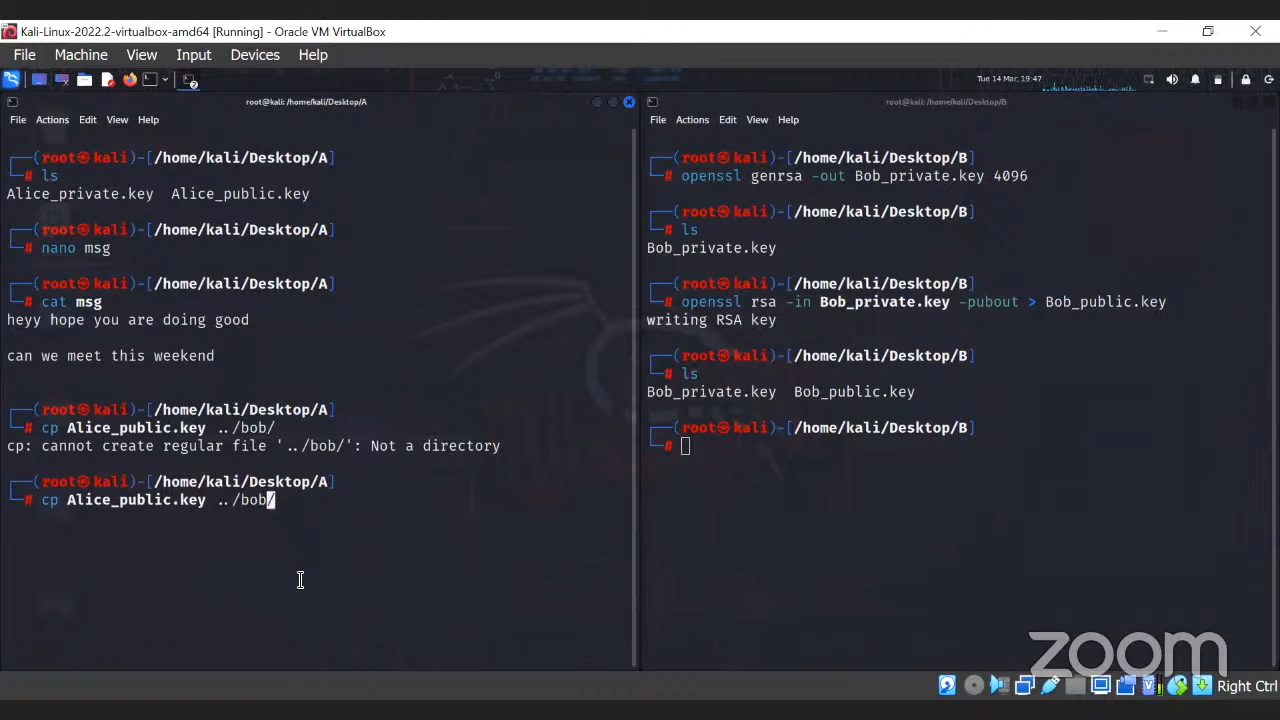 Kali-Linux-2022.2-virtualbox-amd64 [Running] - Oracle VM VirtualBox
File Machine View Input Devices Help
Tue 14 Mar, 19:47
root@kali: /home/kali/Desktop/A
File Actions Edit View Help
┌──(root㉿kali)-[/home/kali/Desktop/A]
└─# ls
Alice_private.key  Alice_public.key
┌──(root㉿kali)-[/home/kali/Desktop/A]
└─# nano msg
┌──(root㉿kali)-[/home/kali/Desktop/A]
└─# cat msg
heyy hope you are doing good
can we meet this weekend
┌──(root㉿kali)-[/home/kali/Desktop/A]
└─# cp Alice_public.key ../bob/
cp: cannot create regular file '../bob/': Not a directory
┌──(root㉿kali)-[/home/kali/Desktop/A]
└─# cp Alice_public.key ../bob/
root@kali: /home/kali/Desktop/B
File Actions Edit View Help
┌──(root㉿kali)-[/home/kali/Desktop/B]
└─# openssl genrsa -out Bob_private.key 4096
┌──(root㉿kali)-[/home/kali/Desktop/B]
└─# ls
Bob_private.key
┌──(root㉿kali)-[/home/kali/Desktop/B]
└─# openssl rsa -in Bob_private.key -pubout > Bob_public.key
writing RSA key
┌──(root㉿kali)-[/home/kali/Desktop/B]
└─# ls
Bob_private.key  Bob_public.key
┌──(root㉿kali)-[/home/kali/Desktop/B]
└─#
zoom
Right Ctrl